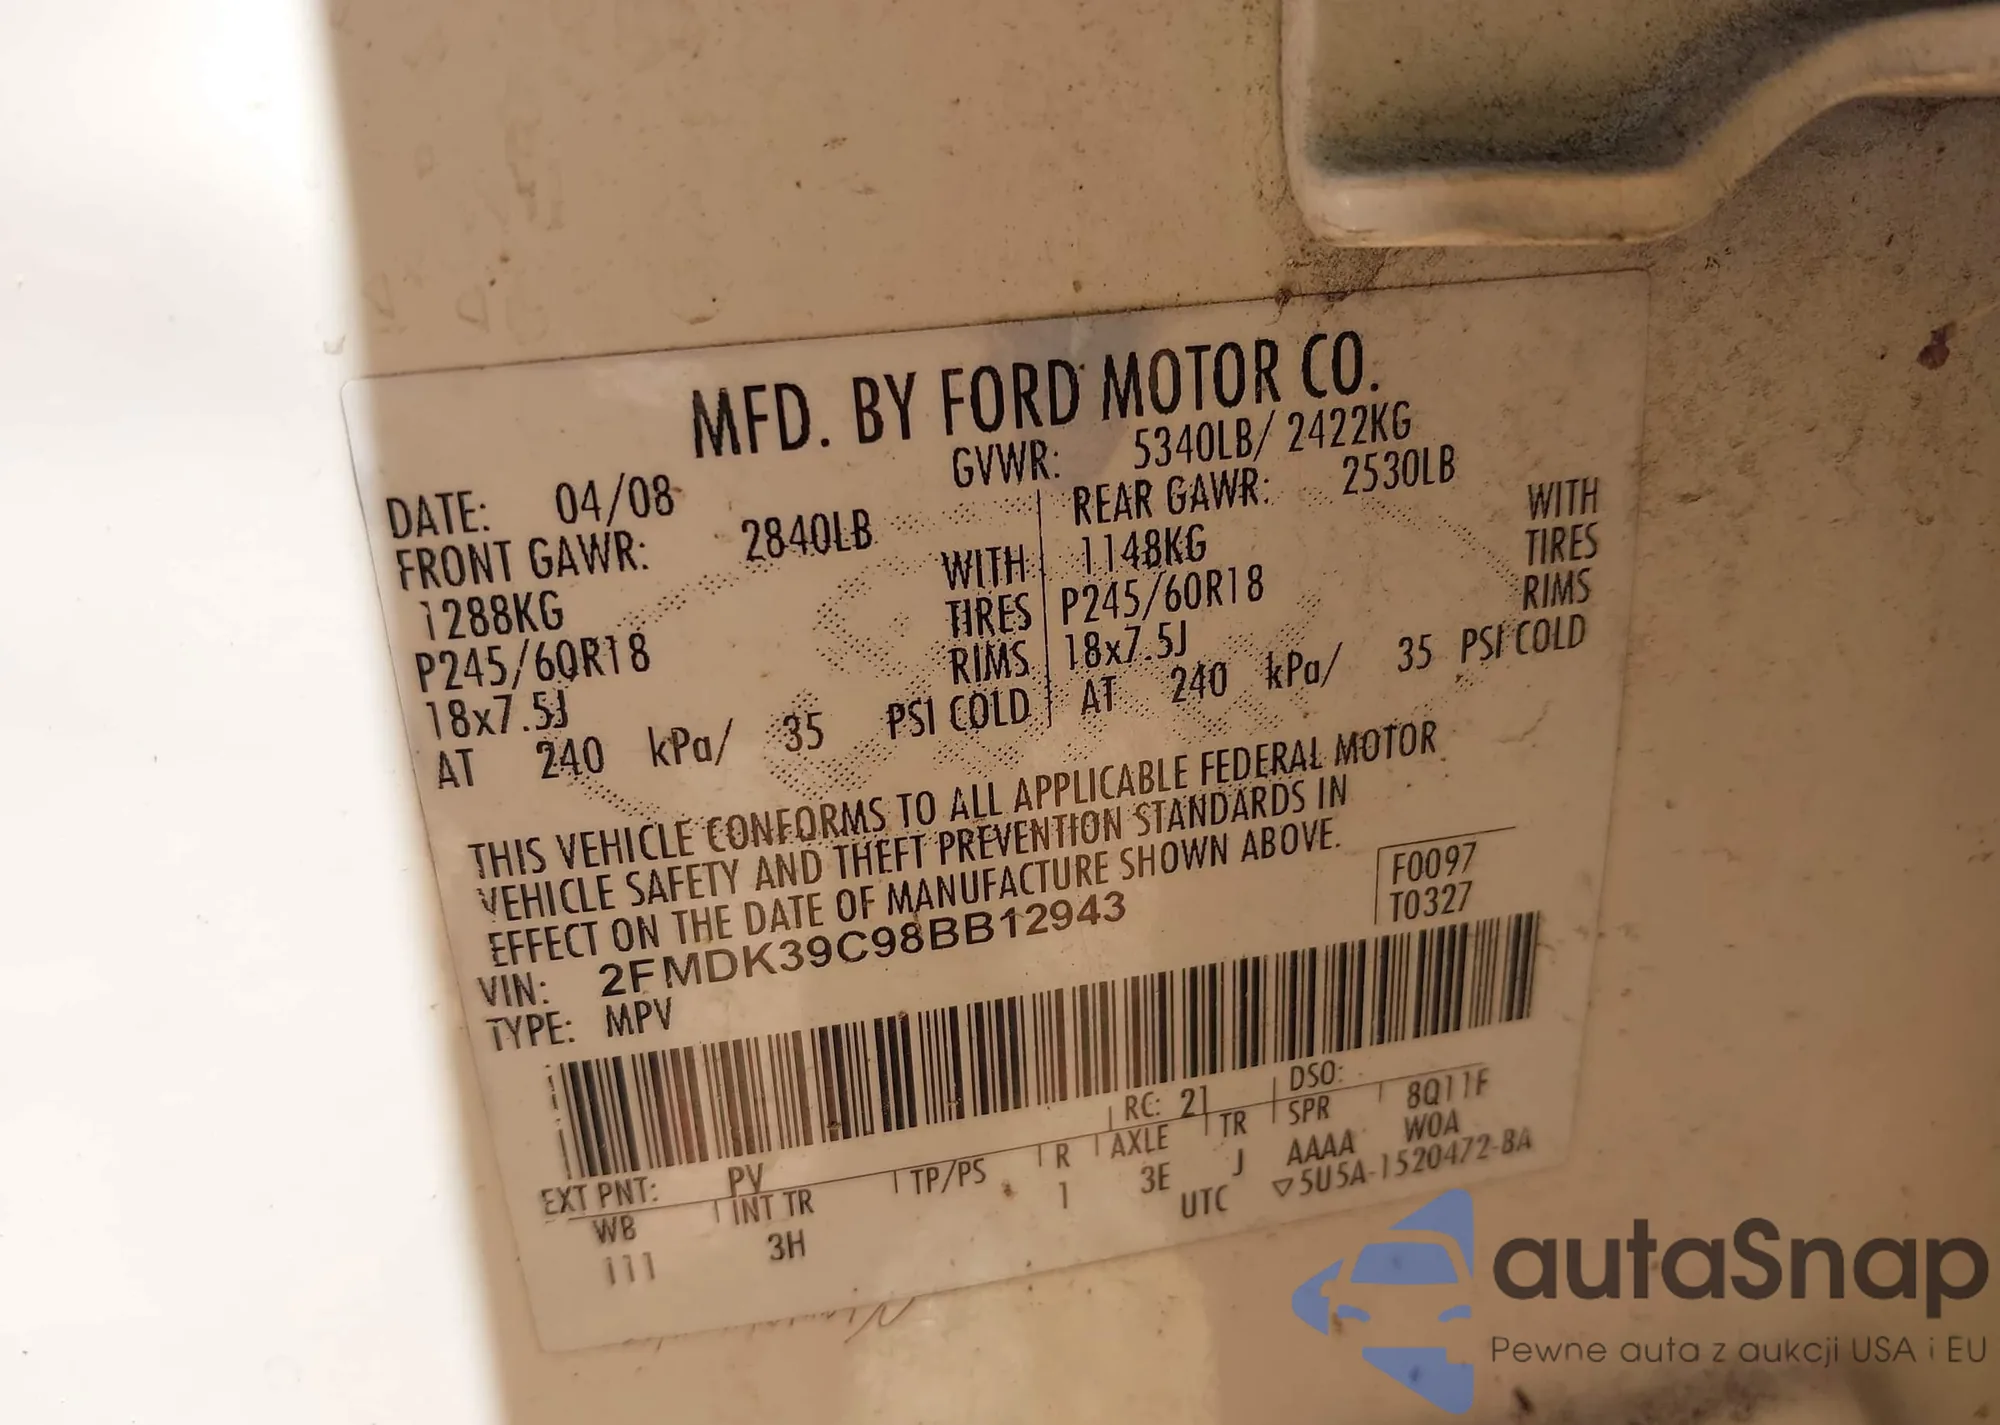 MFD. BY FORD MOTOR CO.
DATE: 04/08 GVWR: 5340LB/ 2422KG
FRONT GAWR: 2840LB REAR GAWR: 2530LB
1288KG WITH 1148KG WITH
P245/60R18 TIRES P245/60R18 TIRES
18x7.5J RIMS 18x7.5J RIMS
AT 240 kPa/ 35 PSI COLD AT 240 kPa/ 35 PSI COLD
THIS VEHICLE CONFORMS TO ALL APPLICABLE FEDERAL MOTOR
VEHICLE SAFETY AND THEFT PREVENTION STANDARDS IN
EFFECT ON THE DATE OF MANUFACTURE SHOWN ABOVE.
F0097
T0327
VIN: 2FMDK39C98BB12943
TYPE: MPV
EXT PNT: PV RC: 21 DSO:
WB INT TR TP/PS R AXLE TR SPR 8Q11F
111 3H 1 3E J AAAA WOA
UTC ▽5U5A-1520472-BA
autaSnap
Pewne auta z aukcji USA i EU